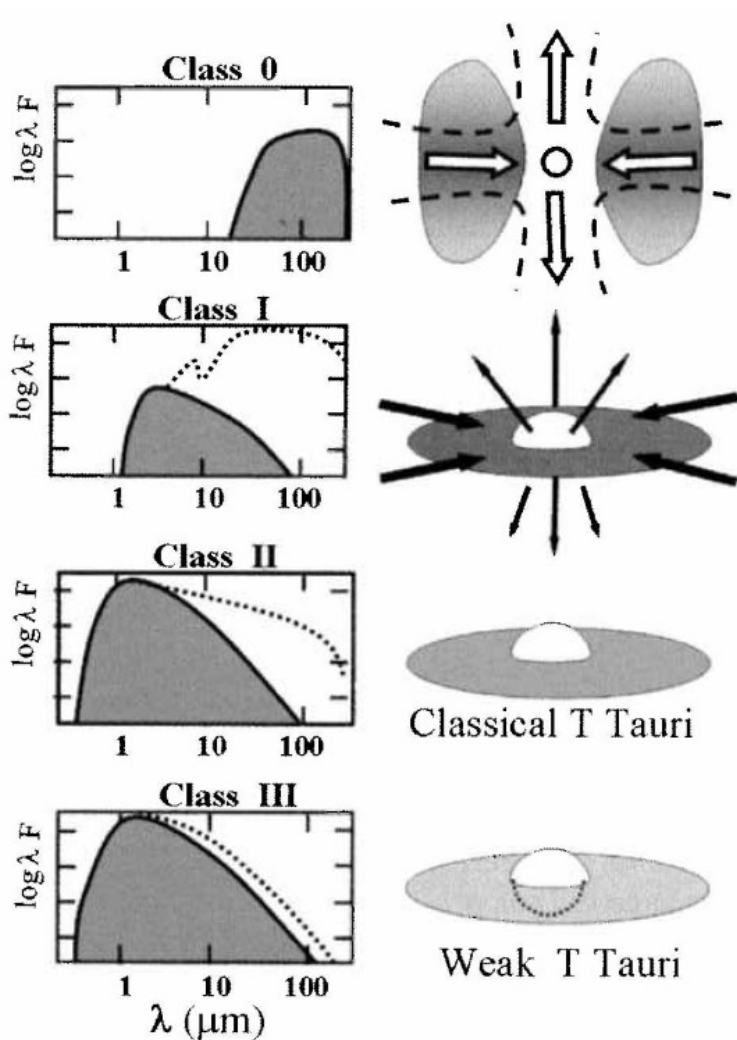 Class 0
log λ F
1 10 100
Class I
log λ F
1 10 100
Class II
log λ F
1 10 100
Classical T Tauri
Class III
log λ F
1 10 100
λ (μm)
Weak T Tauri